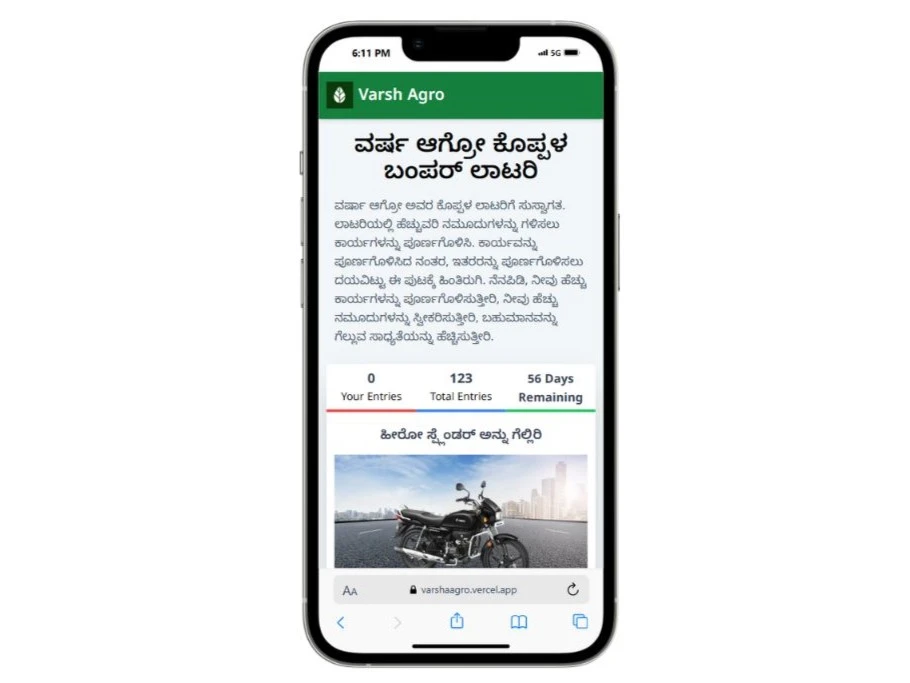 6:11 PM
5G
Varsh Agro
ವರ್ಷ ಆಗ್ರೋ ಕೊಪ್ಪಳ
ಬಂಪರ್ ಲಾಟರಿ
ವರ್ಷಾ ಆಗ್ರೋ ಅವರ ಕೊಪ್ಪಳ ಲಾಟರಿಗೆ ಸುಸ್ವಾಗತ.
ಲಾಟರಿಯಲ್ಲಿ ಹೆಚ್ಚುವರಿ ನಮೂದುಗಳನ್ನು ಗಳಿಸಲು
ಕಾರ್ಯಗಳನ್ನು ಪೂರ್ಣಗೊಳಿಸಿ. ಕಾರ್ಯವನ್ನು
ಪೂರ್ಣಗೊಳಿಸಿದ ನಂತರ, ಇತರರನ್ನು ಪೂರ್ಣಗೊಳಿಸಲು
ದಯವಿಟ್ಟು ಈ ಪುಟಕ್ಕೆ ಹಿಂತಿರುಗಿ. ನೆನಪಿಡಿ, ನೀವು ಹೆಚ್ಚು
ಕಾರ್ಯಗಳನ್ನು ಪೂರ್ಣಗೊಳಿಸುತ್ತೀರಿ, ನೀವು ಹೆಚ್ಚು
ನಮೂದುಗಳನ್ನು ಸ್ವೀಕರಿಸುತ್ತೀರಿ, ಬಹುಮಾನವನ್ನು
ಗೆಲ್ಲುವ ಸಾಧ್ಯತೆಯನ್ನು ಹೆಚ್ಚಿಸುತ್ತೀರಿ.
0 123 56 Days
Your Entries Total Entries Remaining
ಹೀರೋ ಸ್ಪ್ಲೆಂಡರ್ ಅನ್ನು ಗೆಲ್ಲಿರಿ
AA varshaagro.vercel.app